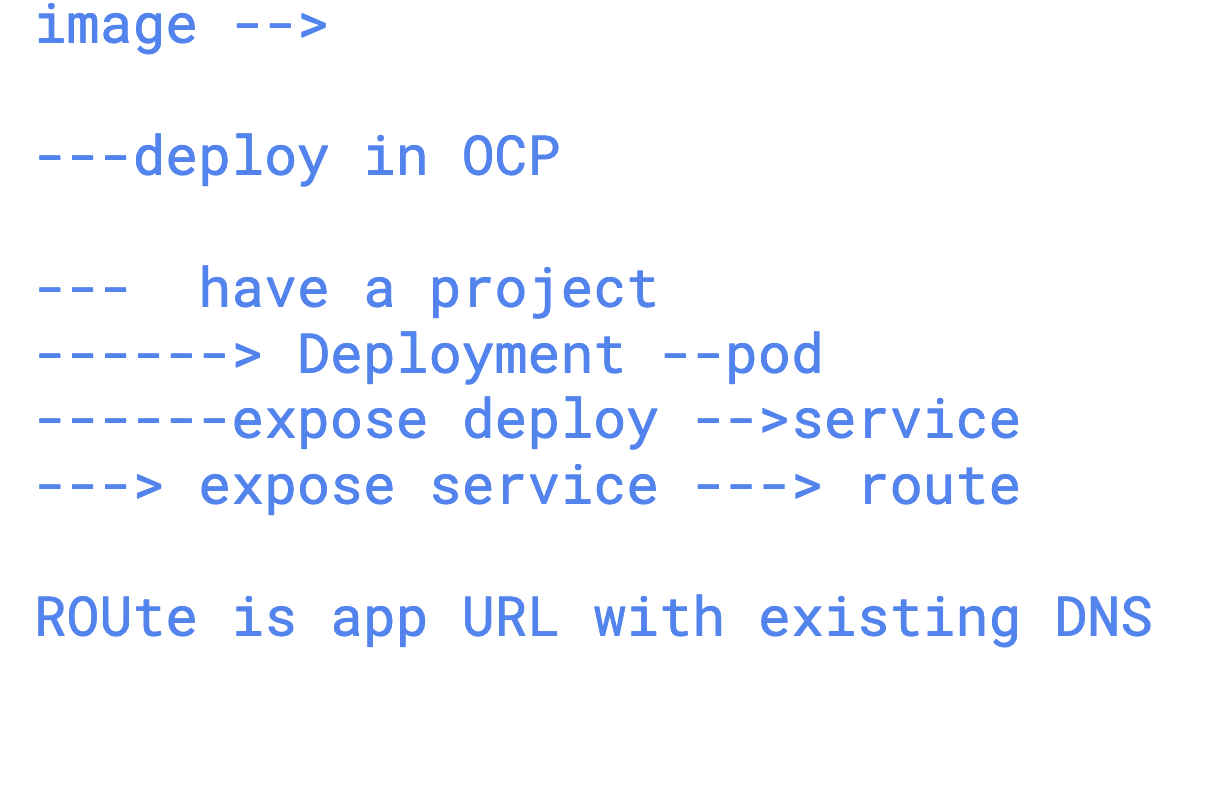 image -->
---deploy in OCP
---  have a project
------> Deployment --pod
------expose deploy -->service
---> expose service ---> route
ROUte is app URL with existing DNS